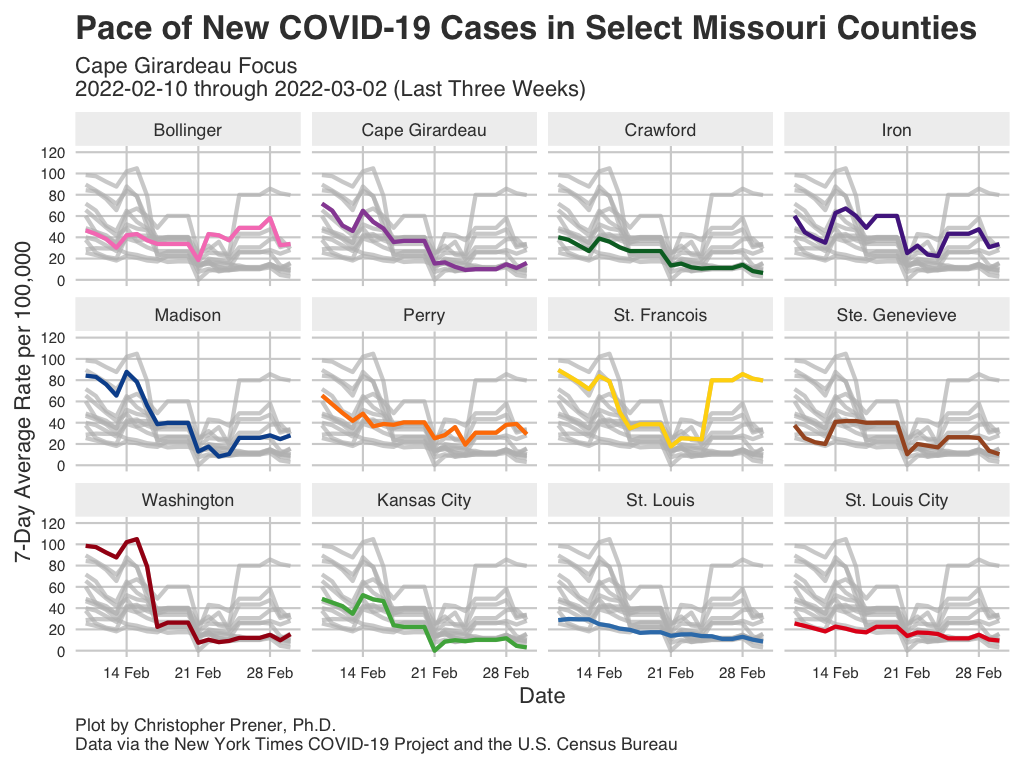 Pace of New COVID-19 Cases in Select Missouri Counties
Cape Girardeau Focus
2022-02-10 through 2022-03-02 (Last Three Weeks)
Bollinger Cape Girardeau Crawford Iron
120
100
80
60
40
20
0
Madison Perry St. Francois Ste. Genevieve
120
100
80
60
40
20
0
Washington Kansas City St. Louis St. Louis City
120
100
80
60
40
20
0
7-Day Average Rate per 100,000
14 Feb 21 Feb 28 Feb 14 Feb 21 Feb 28 Feb 14 Feb 21 Feb 28 Feb 14 Feb 21 Feb 28 Feb
Date
Plot by Christopher Prener, Ph.D.
Data via the New York Times COVID-19 Project and the U.S. Census Bureau